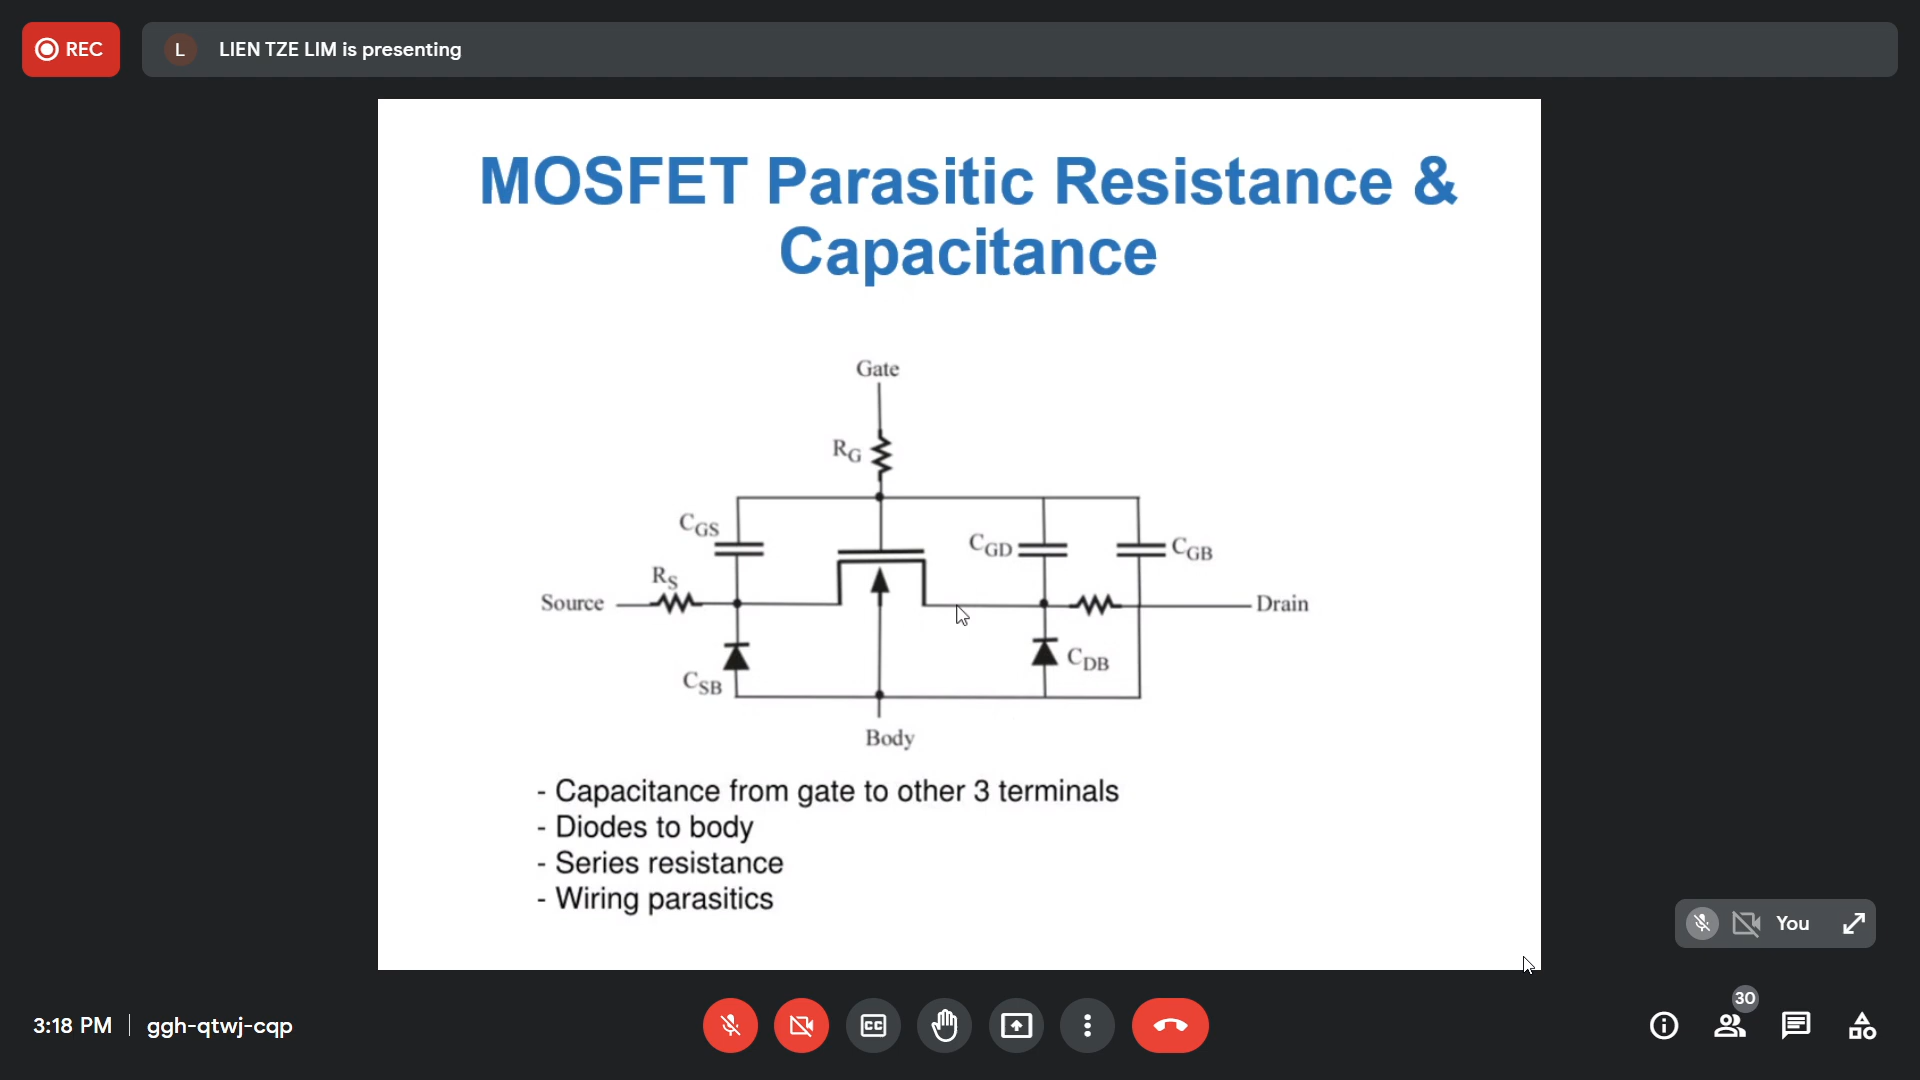 REC
L
LIEN TZE LIM is presenting
MOSFET Parasitic Resistance &
Capacitance
Gate
RG
CGS
CGD
CGB
RS
Source
Drain
CSB
CDB
Body
- Capacitance from gate to other 3 terminals
- Diodes to body
- Series resistance
- Wiring parasitics
You
3:18 PM
ggh-qtwj-cqp
CC
30